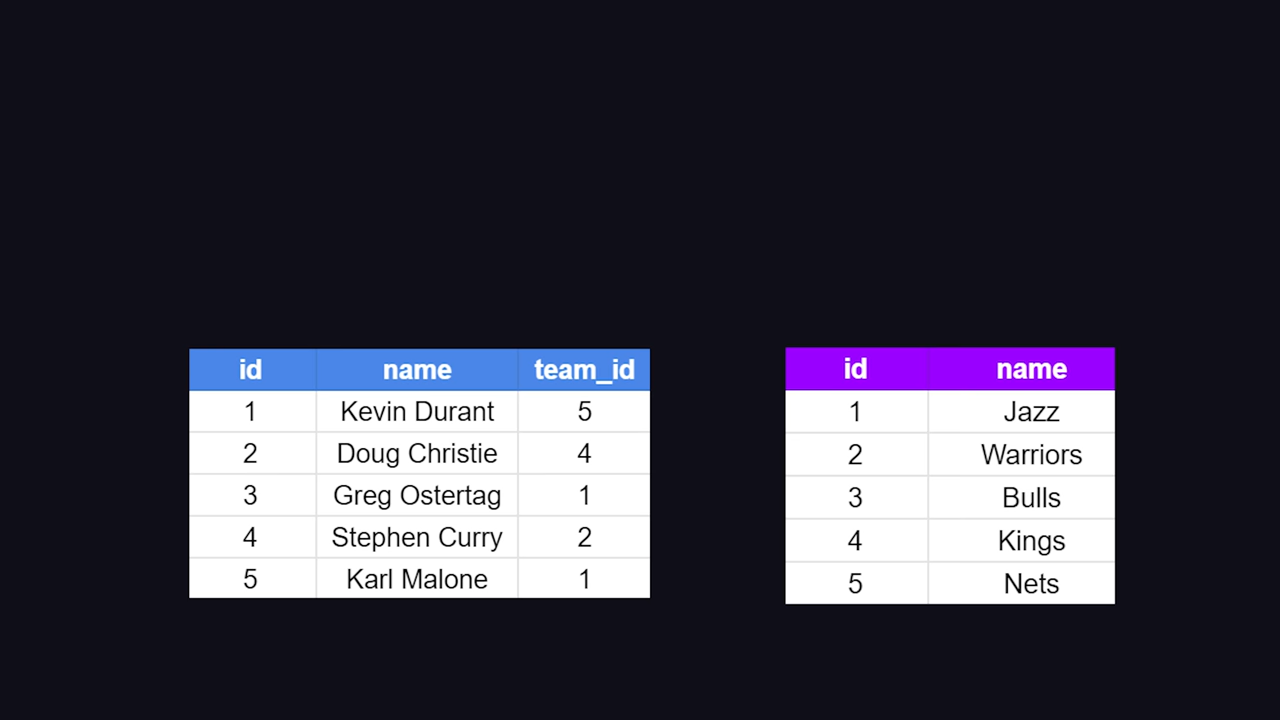 id name team_id
1 Kevin Durant 5
2 Doug Christie 4
3 Greg Ostertag 1
4 Stephen Curry 2
5 Karl Malone 1
id name
1 Jazz
2 Warriors
3 Bulls
4 Kings
5 Nets